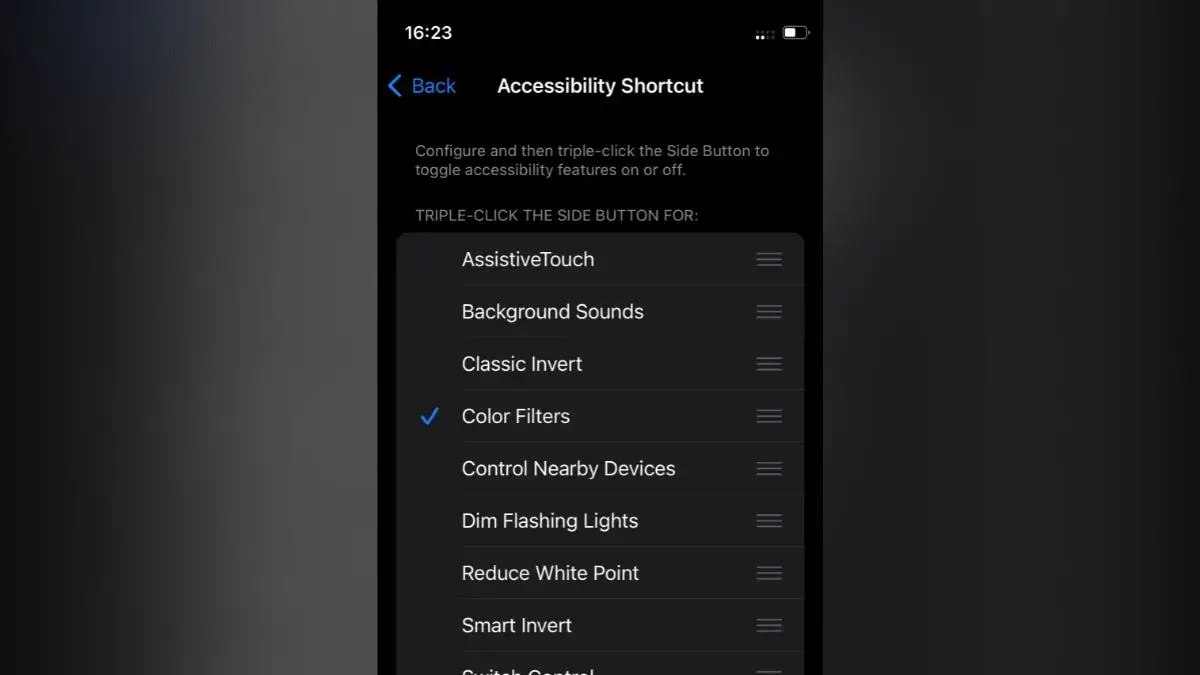 16:23
Back
Accessibility Shortcut
Configure and then triple-click the Side Button to
toggle accessibility features on or off.
TRIPLE-CLICK THE SIDE BUTTON FOR:
AssistiveTouch
Background Sounds
Classic Invert
Color Filters
Control Nearby Devices
Dim Flashing Lights
Reduce White Point
Smart Invert
Switch Control